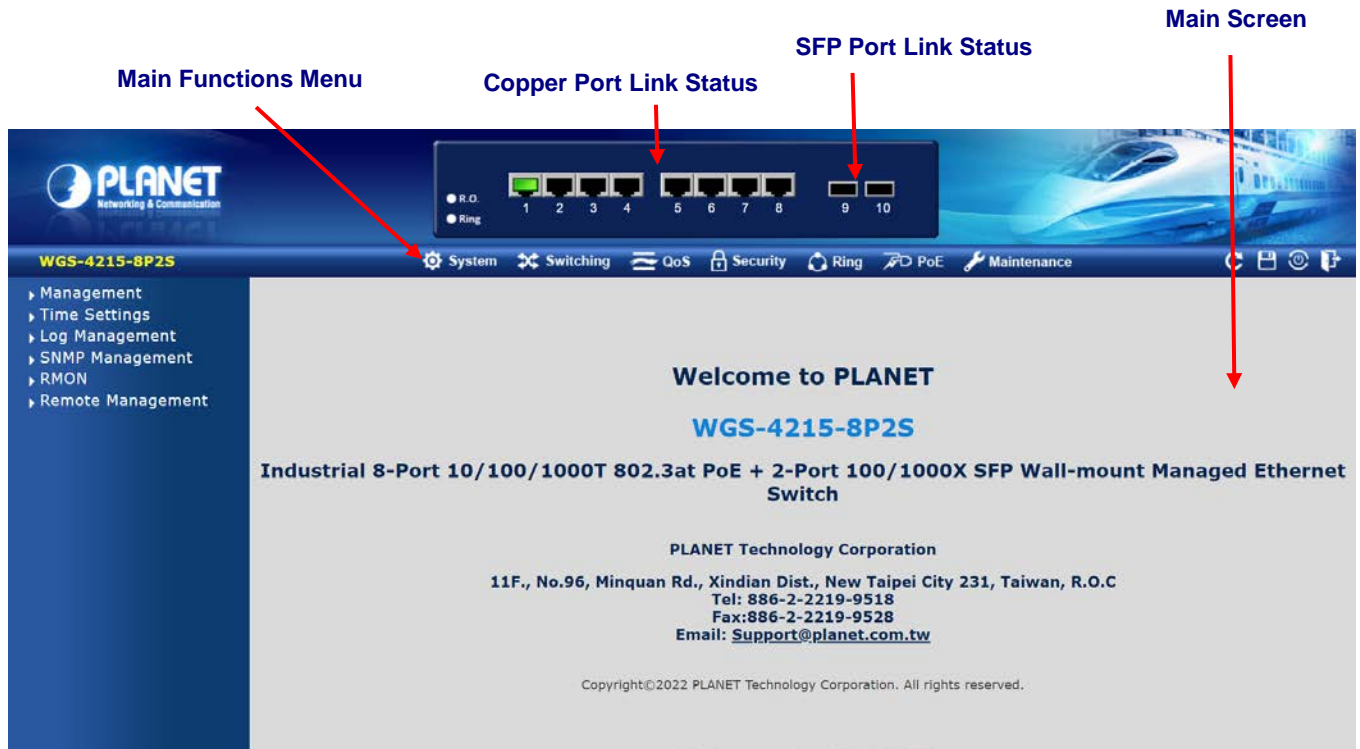 Main Screen
SFP Port Link Status
Main Functions Menu
Copper Port Link Status
PLANET
Networking & Communication
R.O.
Ring
1 2 3 4 5 6 7 8 9 10
WGS-4215-8P2S
System Switching QoS Security Ring PoE Maintenance
Management
Time Settings
Log Management
SNMP Management
RMON
Remote Management
Welcome to PLANET
WGS-4215-8P2S
Industrial 8-Port 10/100/1000T 802.3at PoE + 2-Port 100/1000X SFP Wall-mount Managed Ethernet
Switch
PLANET Technology Corporation
11F., No.96, Minquan Rd., Xindian Dist., New Taipei City 231, Taiwan, R.O.C
Tel: 886-2-2219-9518
Fax:886-2-2219-9528
Email: Support@planet.com.tw
Copyright©2022 PLANET Technology Corporation. All rights reserved.